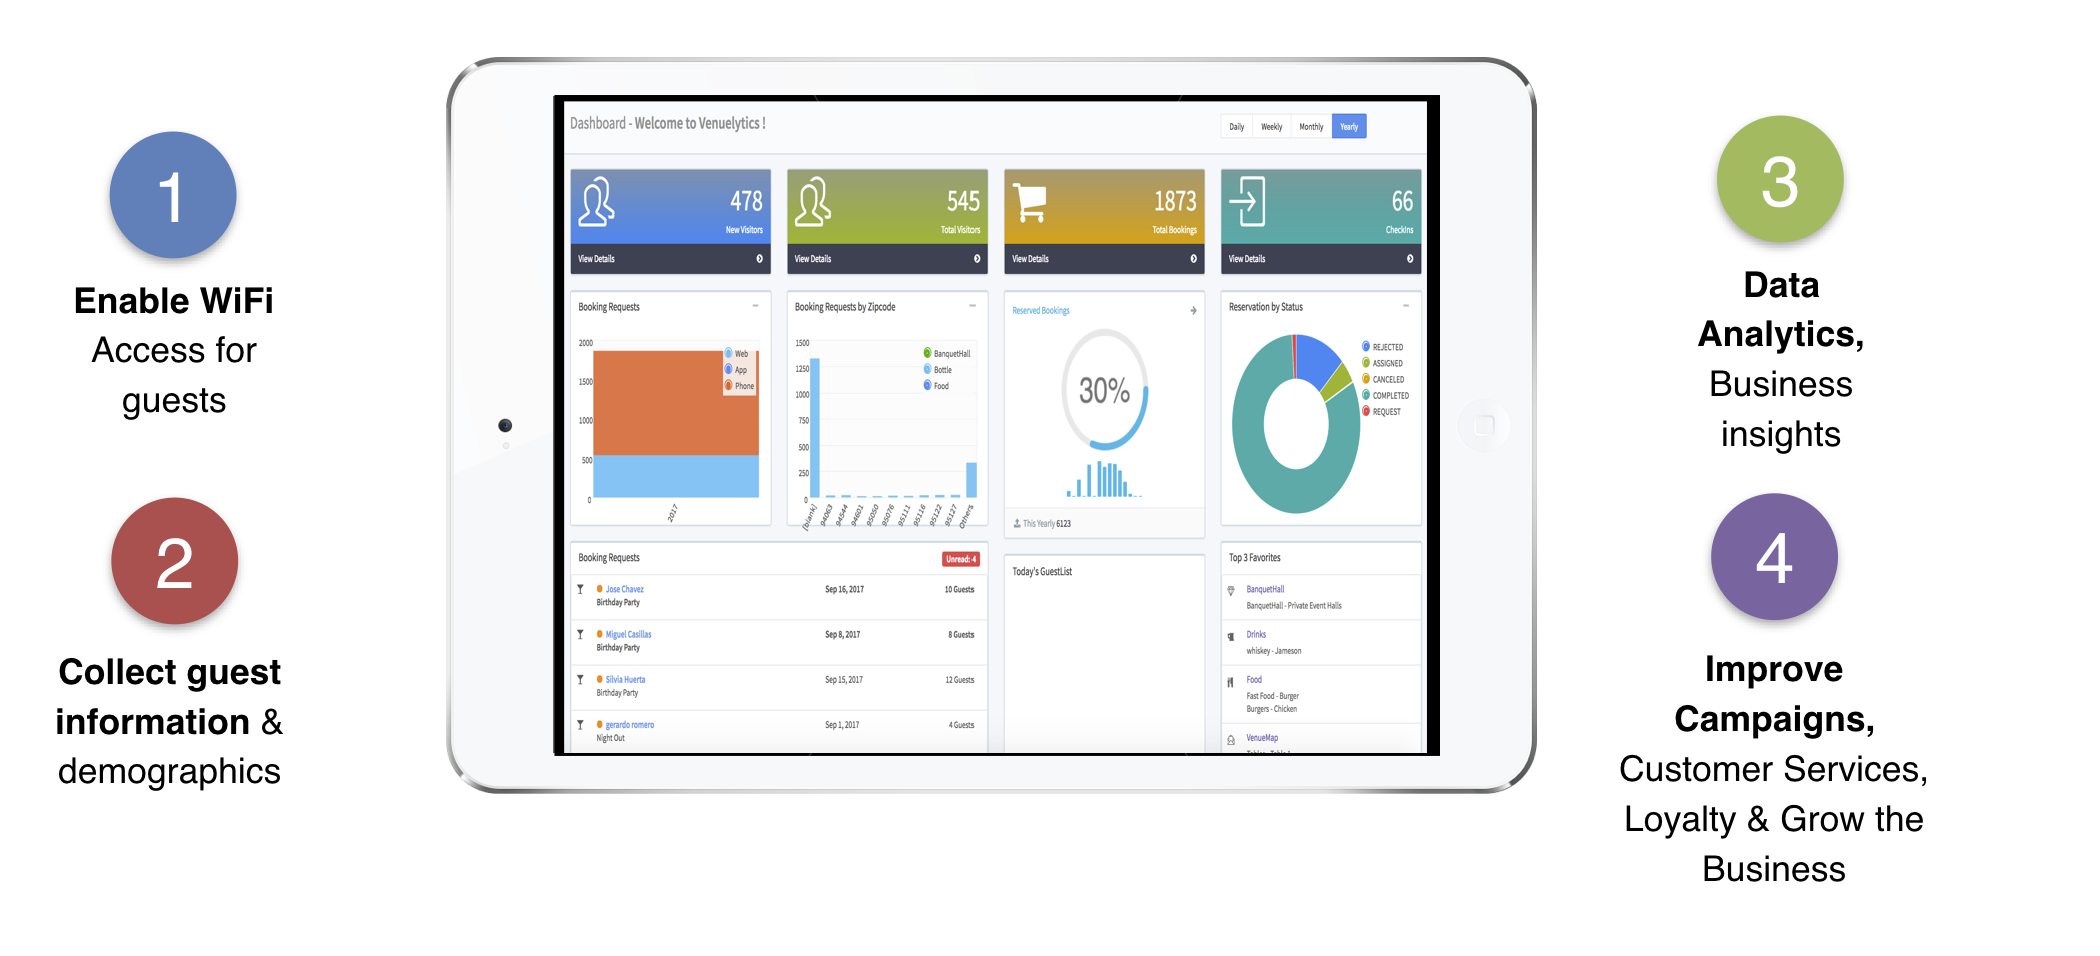 1
Enable WiFi
Access for
guests
2
Collect guest
information &
demographics
Dashboard - Welcome to Venuelytics !
Daily Weekly Monthly Yearly
478
New Visitors
View Details
545
Total Visitors
View Details
1873
Total Bookings
View Details
66
CheckIns
View Details
Booking Requests
2000
1500
1000
500
0
Web
App
Phone
2017
Booking Requests by Zipcode
1500
1250
1000
750
500
250
0
BanquetHall
Bottle
Food
[blank] 94063 94544 94601 95050 95076 95111 95116 95122 95127 Others
Reserved Bookings
30%
This Yearly 6123
Reservation by Status
REJECTED
ASSIGNED
CANCELED
COMPLETED
REQUEST
Booking Requests Unread: 4
Jose Chavez Sep 16, 2017 10 Guests
Birthday Party
Miguel Casillas Sep 8, 2017 8 Guests
Birthday Party
Silvia Huerta Sep 15, 2017 12 Guests
Birthday Party
gerardo romero Sep 1, 2017 4 Guests
Night Out
Today's GuestList
Top 3 Favorites
BanquetHall
BanquetHall - Private Event Halls
Drinks
whiskey - Jameson
Food
Fast Food - Burger
Burgers - Chicken
VenueMap
3
Data
Analytics,
Business
insights
4
Improve
Campaigns,
Customer Services,
Loyalty & Grow the
Business